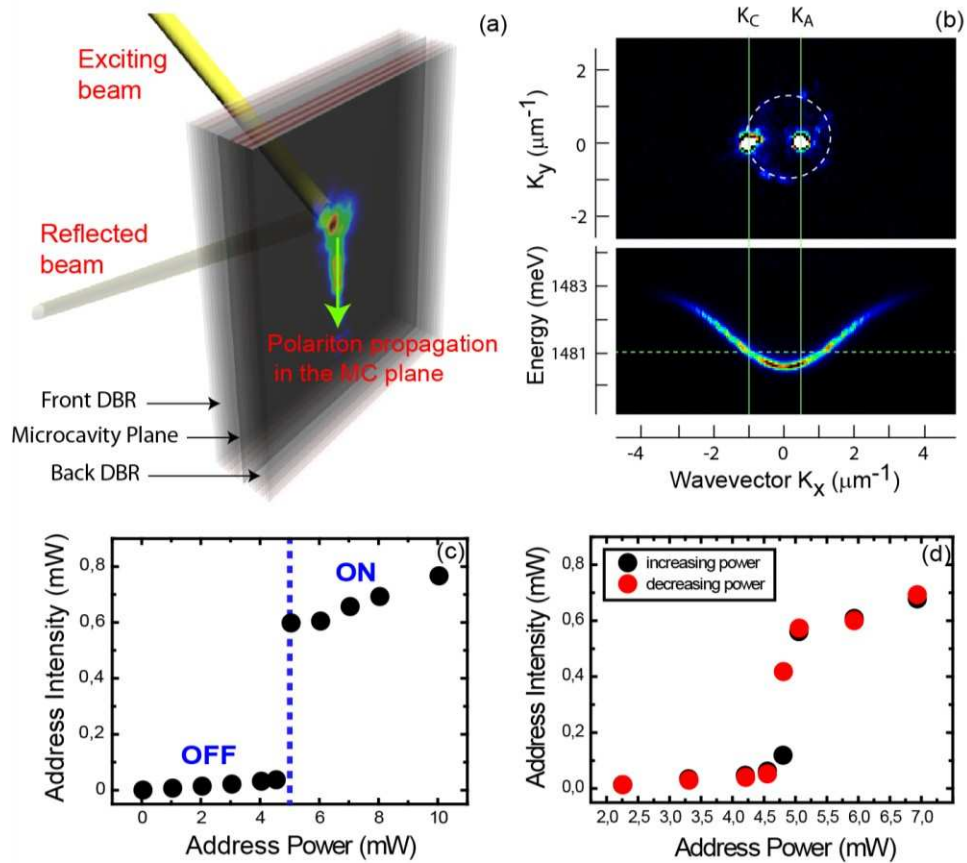 (a)
Exciting
beam
Reflected
beam
Polariton propagation
in the MC plane
Front DBR
Microcavity Plane
Back DBR
K_C K_A
(b)
K_y (μm⁻¹)
2
0
-2
Energy (meV)
1483
1481
-4 -2 0 2 4
Wavevector K_X (μm⁻¹)
(c)
Address Intensity (mW)
0,8
0,6
0,4
0,2
0
OFF
ON
0 2 4 6 8 10
Address Power (mW)
(d)
increasing power
decreasing power
Address Intensity (mW)
0,8
0,6
0,4
0,2
0,0
2,0 2,5 3,0 3,5 4,0 4,5 5,0 5,5 6,0 6,5 7,0
Address Power (mW)